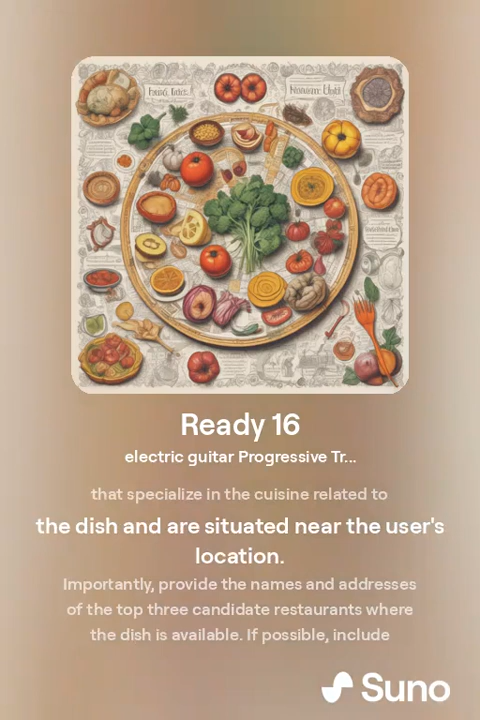 Ready 16
electric guitar Progressive Tr...
that specialize in the cuisine related to
the dish and are situated near the user's
location.
Importantly, provide the names and addresses
of the top three candidate restaurants where
the dish is available. If possible, include
Suno